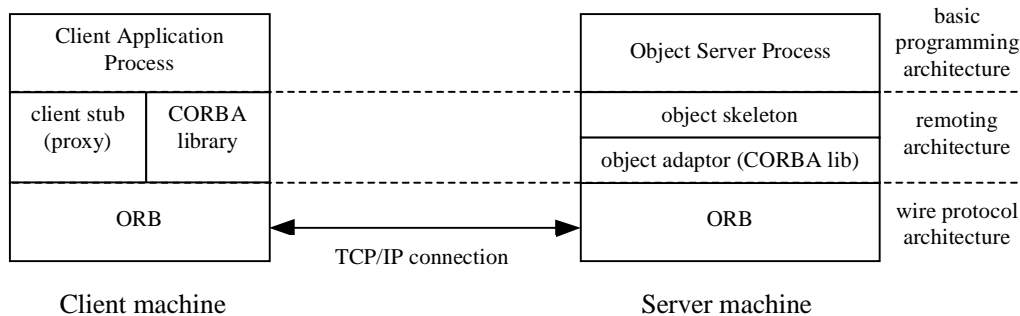 Client Application
Process
Object Server Process
basic
programming
architecture
client stub
(proxy)
CORBA
library
object skeleton
object adaptor (CORBA lib)
remoting
architecture
ORB
ORB
wire protocol
architecture
TCP/IP connection
Client machine
Server machine